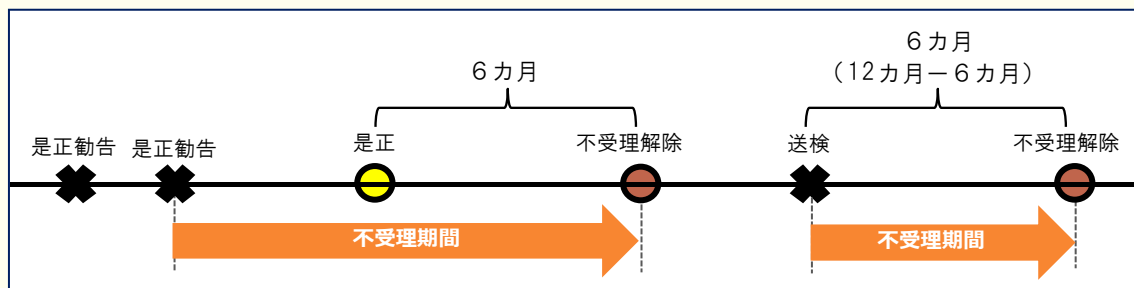 6カ月
6カ月
(12カ月－6カ月)
是正勧告
是正勧告
是正
不受理解除
送検
不受理解除
不受理期間
不受理期間